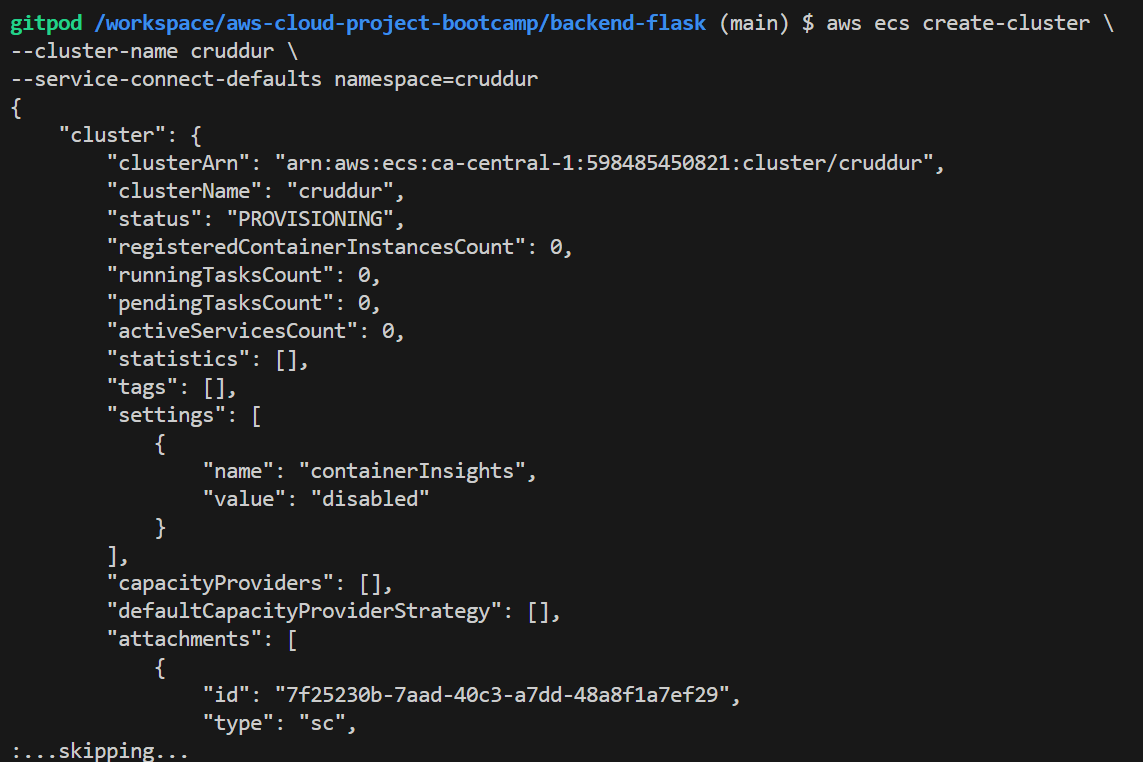 gitpod /workspace/aws-cloud-project-bootcamp/backend-flask (main) $ aws ecs create-cluster \
--cluster-name cruddur \
--service-connect-defaults namespace=cruddur
{
    "cluster": {
        "clusterArn": "arn:aws:ecs:ca-central-1:598485450821:cluster/cruddur",
        "clusterName": "cruddur",
        "status": "PROVISIONING",
        "registeredContainerInstancesCount": 0,
        "runningTasksCount": 0,
        "pendingTasksCount": 0,
        "activeServicesCount": 0,
        "statistics": [],
        "tags": [],
        "settings": [
            {
                "name": "containerInsights",
                "value": "disabled"
            }
        ],
        "capacityProviders": [],
        "defaultCapacityProviderStrategy": [],
        "attachments": [
            {
                "id": "7f25230b-7aad-40c3-a7dd-48a8f1a7ef29",
                "type": "sc",
:...skipping...